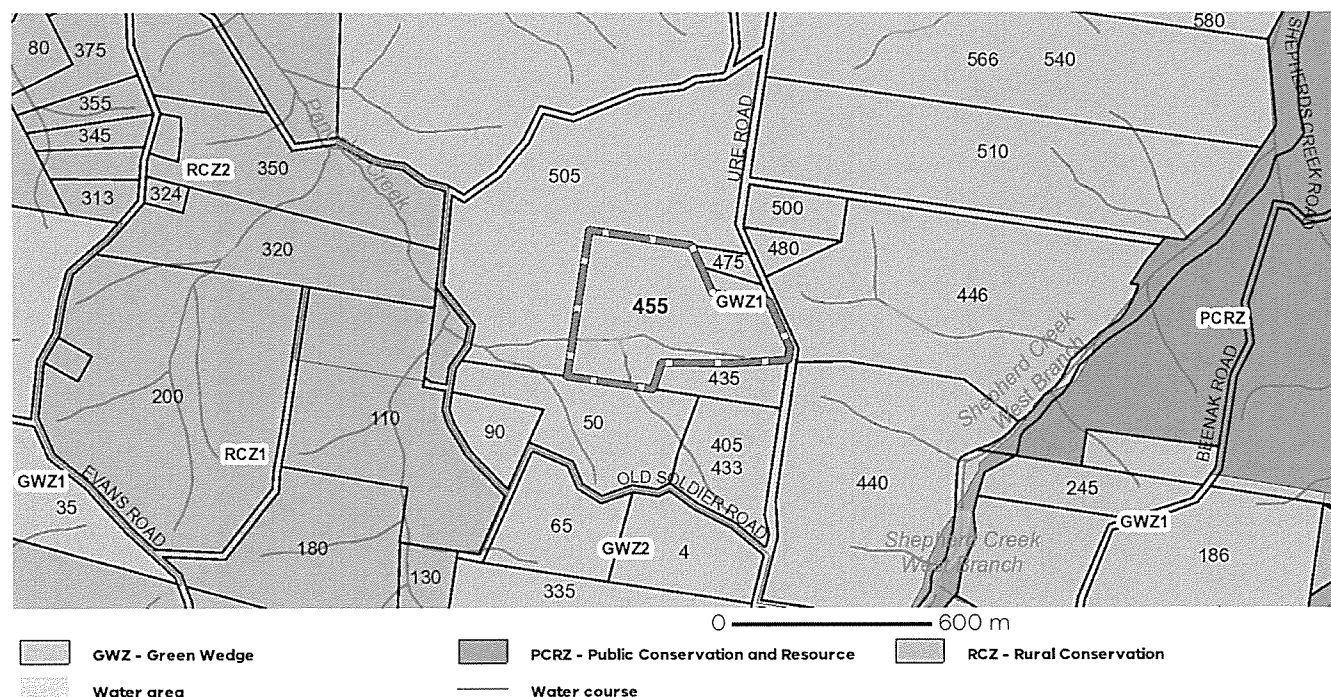 580
80
375
566
540
SHEPHERDS CREEK ROAD
355
345
URE ROAD
510
RCZ2
350
505
313
324
500
320
480
475
455
GWZ1
446
PCRZ
Shepherd Creek
West Branch
435
200
110
90
50
BEENAK ROAD
405
433
RCZ1
GWZ1
EVANS ROAD
OLD SOLDIER ROAD
440
245
35
GWZ1
65
GWZ2
4
180
Shepherd Creek
West Branch
186
130
335
0 600 m
GWZ - Green Wedge
PCRZ - Public Conservation and Resource
RCZ - Rural Conservation
Water area
Water course